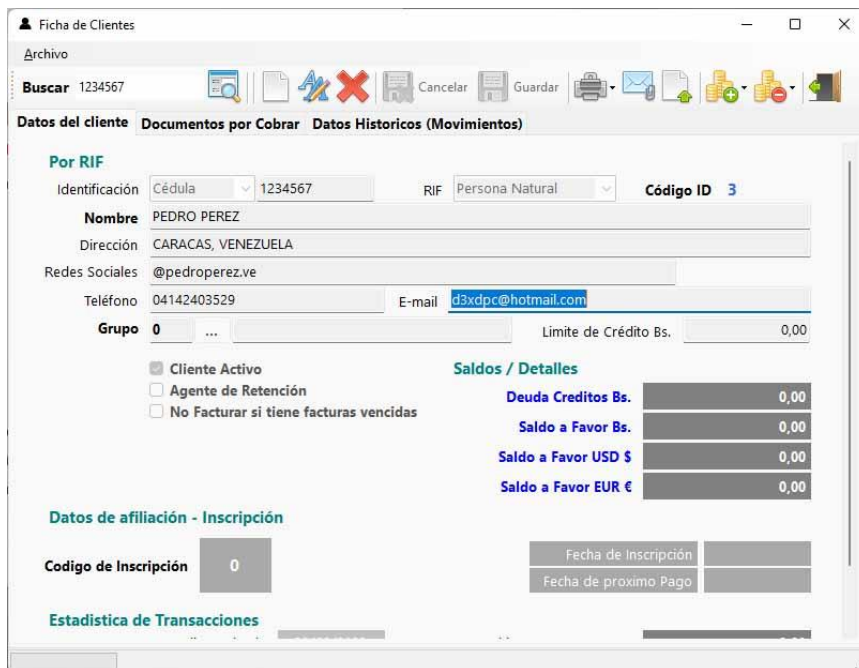 Ficha de Clientes
Archivo
Buscar 1234567 Cancelar Guardar
Datos del cliente Documentos por Cobrar Datos Historicos (Movimientos)
Por RIF
Identificación Cédula 1234567 RIF Persona Natural Código ID 3
Nombre PEDRO PEREZ
Dirección CARACAS, VENEZUELA
Redes Sociales @pedroperez.ve
Teléfono 04142403529 E-mail d3xdpc@hotmail.com
Grupo 0 ... Limite de Crédito Bs. 0,00
Cliente Activo Saldos / Detalles
Agente de Retención
Deuda Creditos Bs. 0,00
No Facturar si tiene facturas vencidas
Saldo a Favor Bs. 0,00
Saldo a Favor USD $ 0,00
Saldo a Favor EUR € 0,00
Datos de afiliación - Inscripción
Codigo de Inscripción 0 Fecha de Inscripción
Fecha de proximo Pago
Estadistica de Transacciones